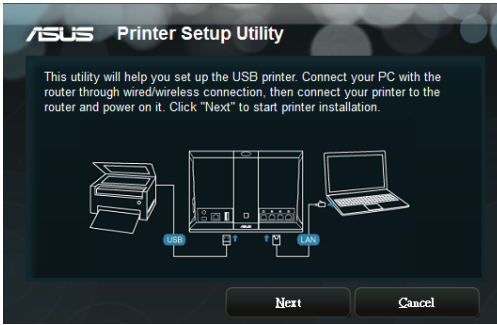 ASUS Printer Setup Utility
This utility will help you set up the USB printer. Connect your PC with the
router through wired/wireless connection, then connect your printer to the
router and power on it. Click "Next" to start printer installation.
ASUS
USB LAN
Next Cancel